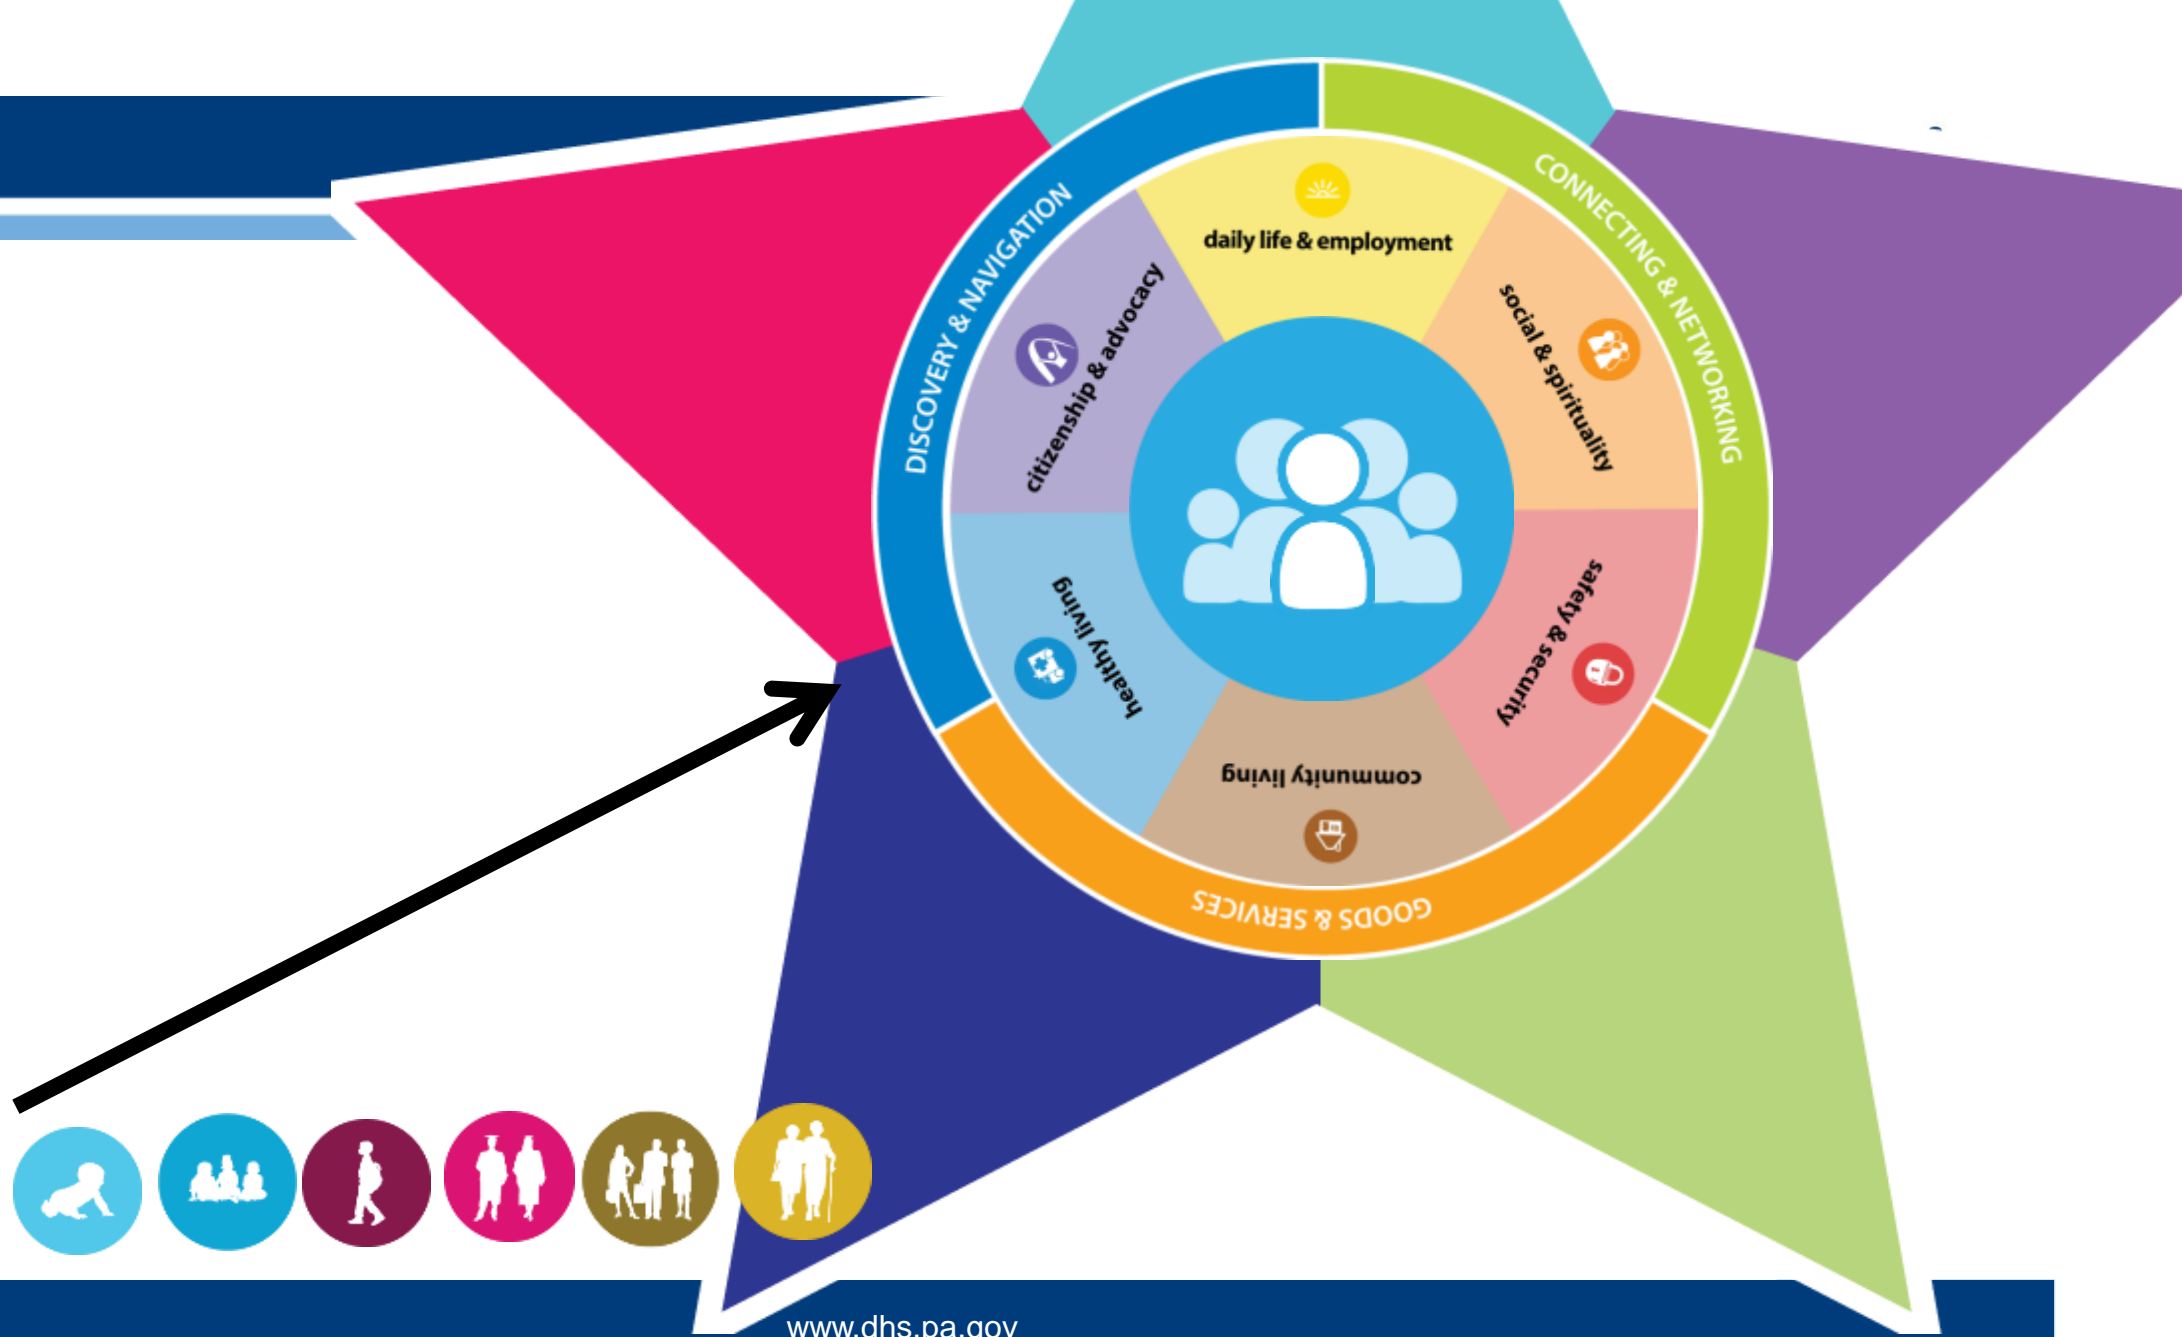 DISCOVERY & NAVIGATION
CONNECTING & NETWORKING
daily life & employment
citizenship & advocacy
social & spirituality
healthy living
safety & security
community living
GOODS & SERVICES
www.dhs.pa.gov